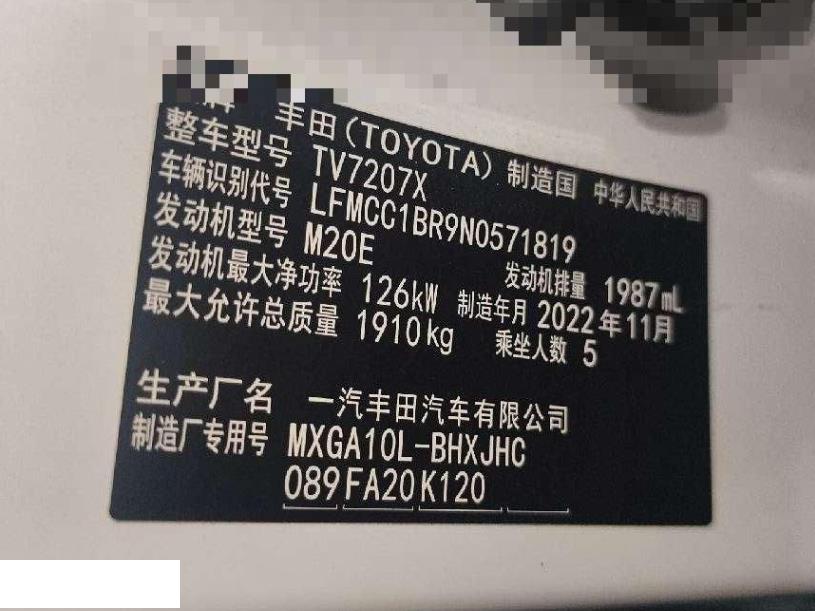 牌 丰田(TOYOTA) 制造国 中华人民共和国
整车型号 TV7207X
车辆识别代号 LFMCC1BR9N0571819
发动机型号 M20E 发动机排量 1987mL
发动机最大净功率 126kW 制造年月 2022年11月
最大允许总质量 1910kg 乘坐人数 5
生产厂名 一汽丰田汽车有限公司
制造厂专用号 MXGA10L-BHXJHC
089 FA20 K120